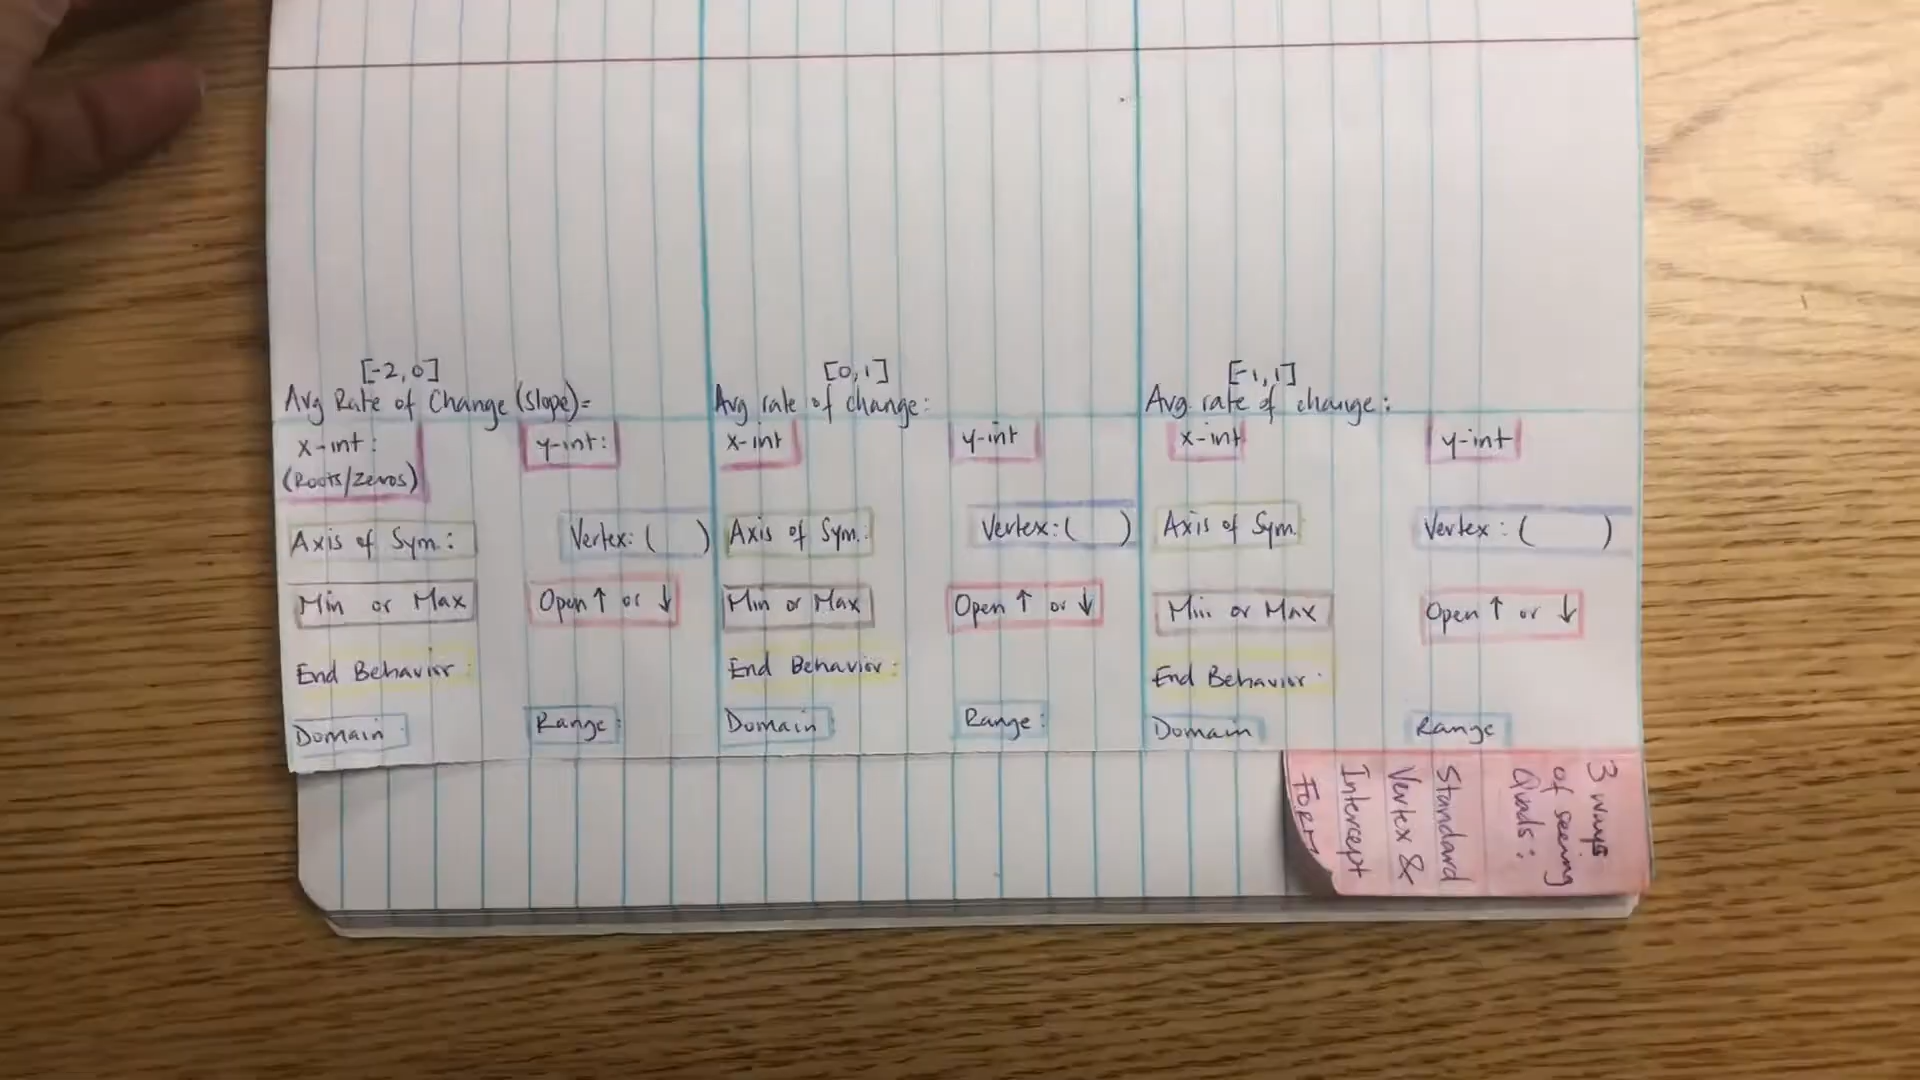 [-2,0]
Avg Rate of Change (slope)=
x-int:
(Roots/Zeros)
y-int:
Axis of Sym.:
Vertex: ( )
Min or Max
Open ↑ or ↓
End Behavior:
Domain:
Range:
[0,1]
Avg rate of change:
x-int
y-int
Axis of Sym.:
Vertex: ( )
Min or Max
Open ↑ or ↓
End Behavior:
Domain
Range:
[-1,1]
Avg. rate of change:
x-int
y-int
Axis of Sym.
Vertex: ( )
Min or Max
Open ↑ or ↓
End Behavior:
Domain
Range
3 ways
of seeing
Quads:
Standard
Vertex &
Intercept
FORM